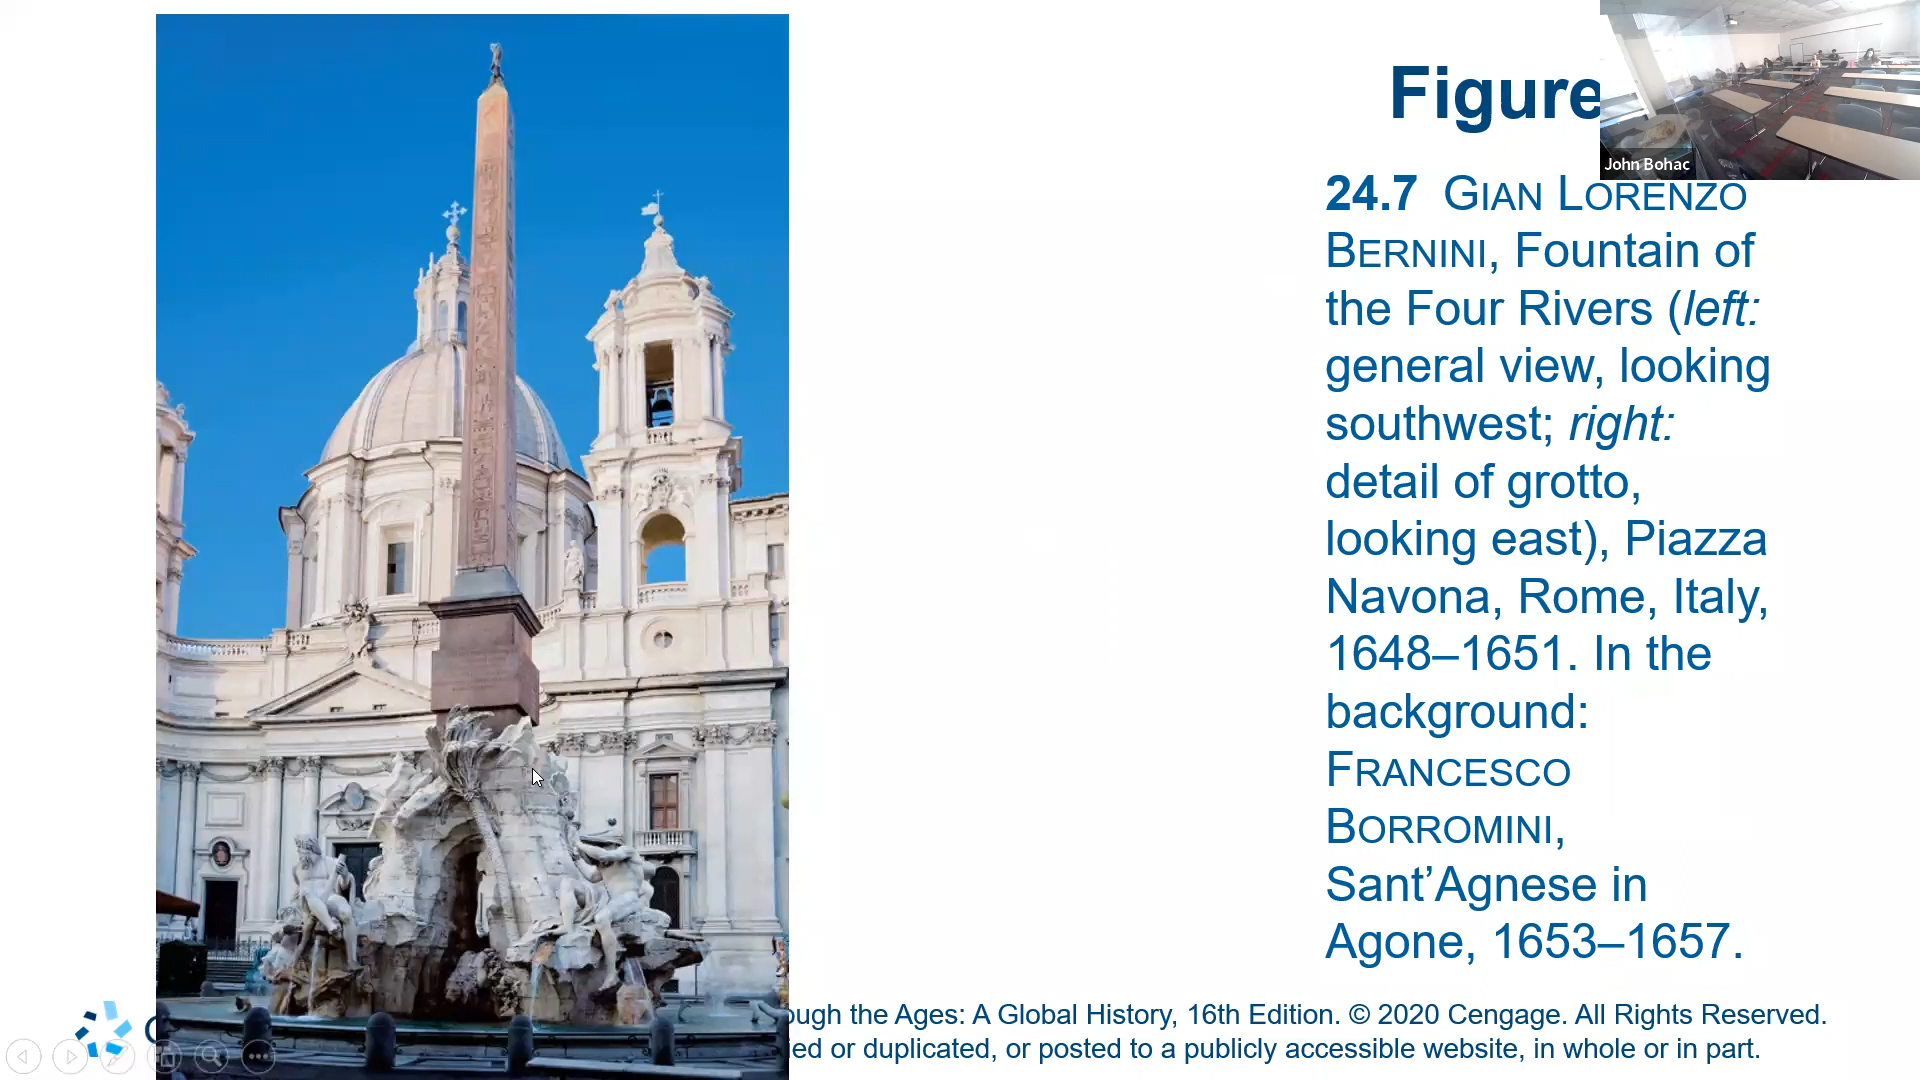 Figure
John Bohac
24.7 GIAN LORENZO
BERNINI, Fountain of
the Four Rivers (left:
general view, looking
southwest; right:
detail of grotto,
looking east), Piazza
Navona, Rome, Italy,
1648–1651. In the
background:
FRANCESCO
BORROMINI,
Sant’Agnese in
Agone, 1653–1657.
the Ages: A Global History, 16th Edition. © 2020 Cengage. All Rights Reserved.
or duplicated, or posted to a publicly accessible website, in whole or in part.